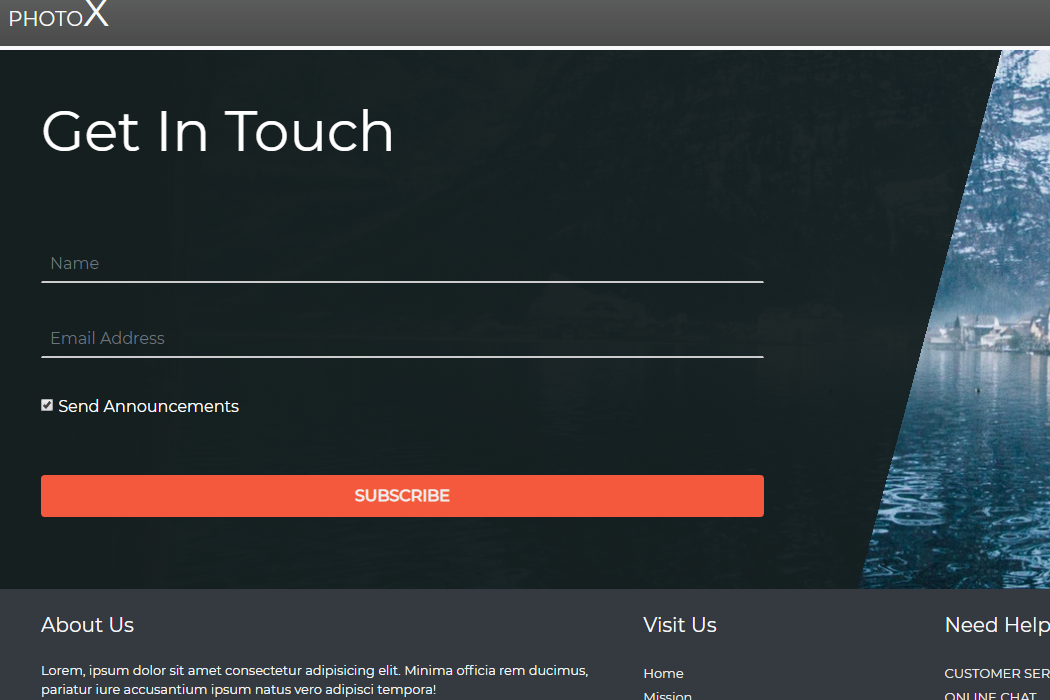 PHOTOX
Get In Touch
Name
Email Address
Send Announcements
SUBSCRIBE
About Us
Lorem, ipsum dolor sit amet consectetur adipisicing elit. Minima officia rem ducimus,
pariatur iure accusantium ipsum natus vero adipisci tempora!
Visit Us
Home
Mission
Need Help
CUSTOMER SER
ONLINE CHAT